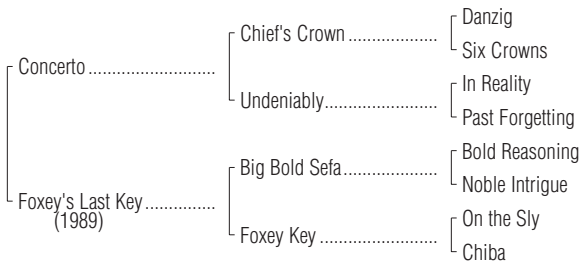 Danzig
Chief's Crown ....................
Six Crowns
Concerto ............................
In Reality
Undeniably.........................
Past Forgetting
Bold Reasoning
Big Bold Sefa.....................
Noble Intrigue
Foxey's Last Key ...............
(1989)
On the Sly
Foxey Key ..........................
Chiba